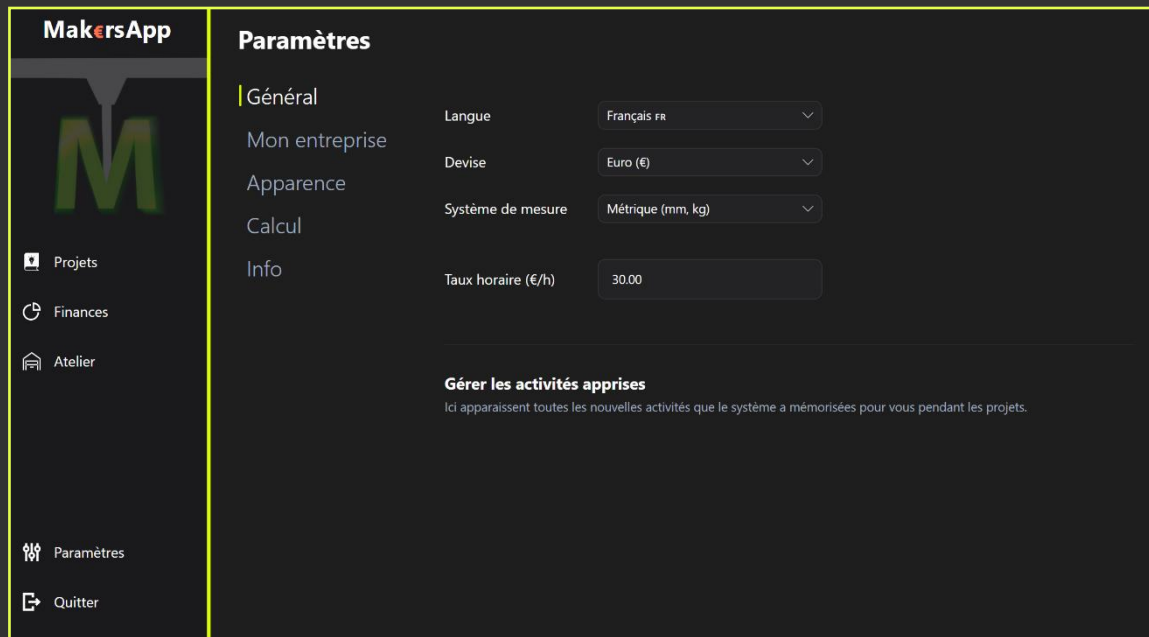 Mak€rsApp
M
Projets
Finances
Atelier
Paramètres
Quitter
Paramètres
Général
Mon entreprise
Apparence
Calcul
Info
Langue
Français FR
Devise
Euro (€)
Système de mesure
Métrique (mm, kg)
Taux horaire (€/h)
30.00
Gérer les activités apprises
Ici apparaissent toutes les nouvelles activités que le système a mémorisées pour vous pendant les projets.